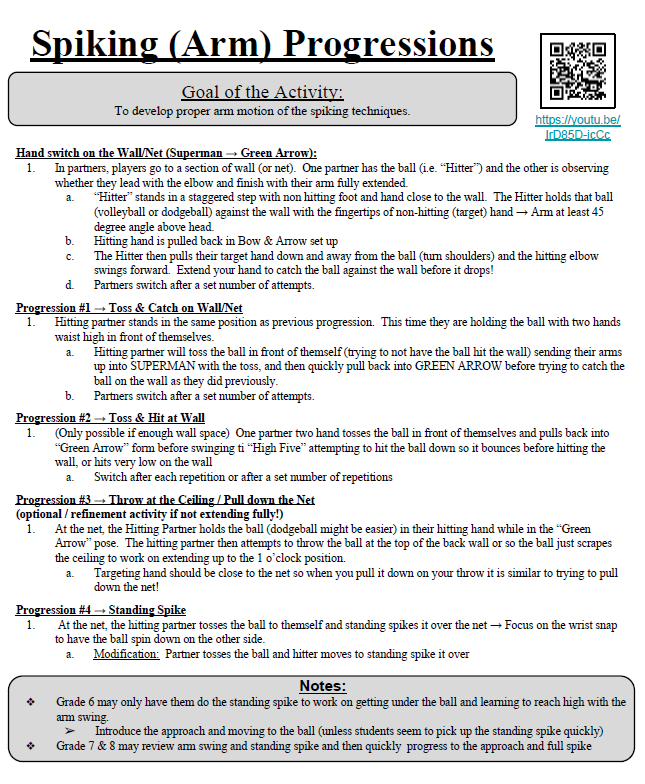 Spiking (Arm) Progressions
Goal of the Activity:
To develop proper arm motion of the spiking techniques.
https://youtu.be/
IrD85D-icCc
Hand switch on the Wall/Net (Superman → Green Arrow):
1. In partners, players go to a section of wall (or net). One partner has the ball (i.e. “Hitter”) and the other is observing
whether they lead with the elbow and finish with their arm fully extended.
a. “Hitter” stands in a staggered step with non hitting foot and hand close to the wall. The Hitter holds that ball
(volleyball or dodgeball) against the wall with the fingertips of non-hitting (target) hand → Arm at least 45
degree angle above head.
b. Hitting hand is pulled back in Bow & Arrow set up
c. The Hitter then pulls their target hand down and away from the ball (turn shoulders) and the hitting elbow
swings forward. Extend your hand to catch the ball against the wall before it drops!
d. Partners switch after a set number of attempts.
Progression #1 → Toss & Catch on Wall/Net
1. Hitting partner stands in the same position as previous progression. This time they are holding the ball with two hands
waist high in front of themselves.
a. Hitting partner will toss the ball in front of themself (trying to not have the ball hit the wall) sending their arms
up into SUPERMAN with the toss, and then quickly pull back into GREEN ARROW before trying to catch the
ball on the wall as they did previously.
b. Partners switch after a set number of attempts.
Progression #2 → Toss & Hit at Wall
1. (Only possible if enough wall space) One partner two hand tosses the ball in front of themselves and pulls back into
“Green Arrow” form before swinging ti “High Five” attempting to hit the ball down so it bounces before hitting the
wall, or hits very low on the wall
a. Switch after each repetition or after a set number of repetitions
Progression #3 → Throw at the Ceiling / Pull down the Net
(optional / refinement activity if not extending fully!)
1. At the net, the Hitting Partner holds the ball (dodgeball might be easier) in their hitting hand while in the “Green
Arrow” pose. The hitting partner then attempts to throw the ball at the top of the back wall or so the ball just scrapes
the ceiling to work on extending up to the 1 o’clock position.
a. Targeting hand should be close to the net so when you pull it down on your throw it is similar to trying to pull
down the net!
Progression #4 → Standing Spike
1. At the net, the hitting partner tosses the ball to themself and standing spikes it over the net → Focus on the wrist snap
to have the ball spin down on the other side.
a. Modification: Partner tosses the ball and hitter moves to standing spike it over
Notes:
❖ Grade 6 may only have them do the standing spike to work on getting under the ball and learning to reach high with the
arm swing.
➢ Introduce the approach and moving to the ball (unless students seem to pick up the standing spike quickly)
❖ Grade 7 & 8 may review arm swing and standing spike and then quickly progress to the approach and full spike